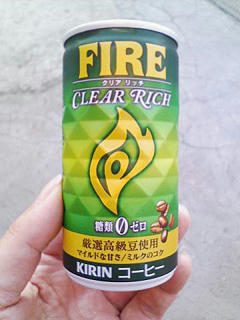 FIRE
クリア リッチ
CLEAR RICH
糖類0ゼロ
厳選高級豆使用
マイルドな甘さ/ミルクのコク
KIRIN コーヒー